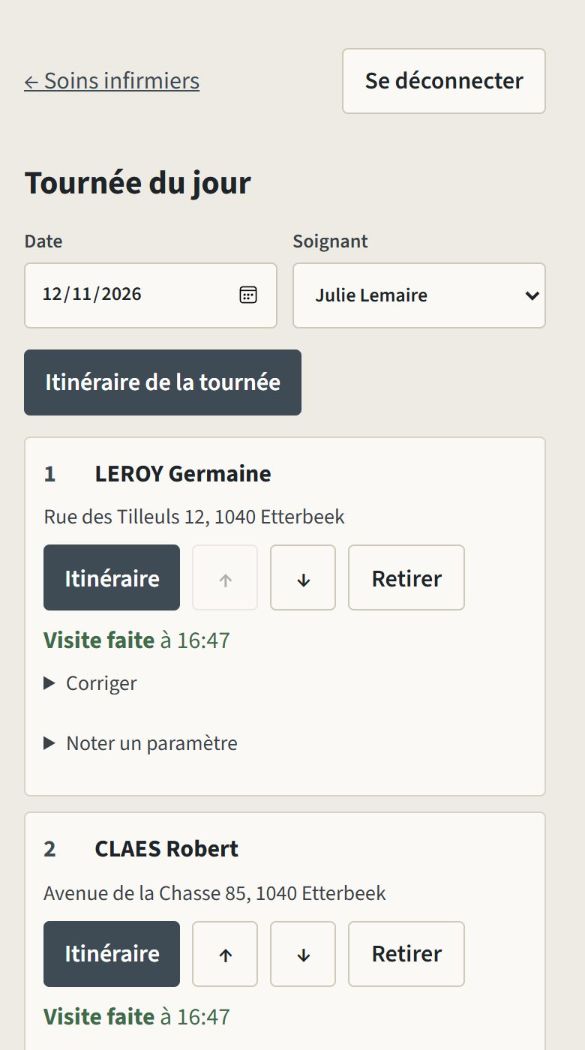 ← Soins infirmiers
Se déconnecter
Tournée du jour
Date
Soignant
12/11/2026
Julie Lemaire
Itinéraire de la tournée
1 LEROY Germaine
Rue des Tilleuls 12, 1040 Etterbeek
Itinéraire ↑ ↓ Retirer
Visite faite à 16:47
▶ Corriger
▶ Noter un paramètre
2 CLAES Robert
Avenue de la Chasse 85, 1040 Etterbeek
Itinéraire ↑ ↓ Retirer
Visite faite à 16:47